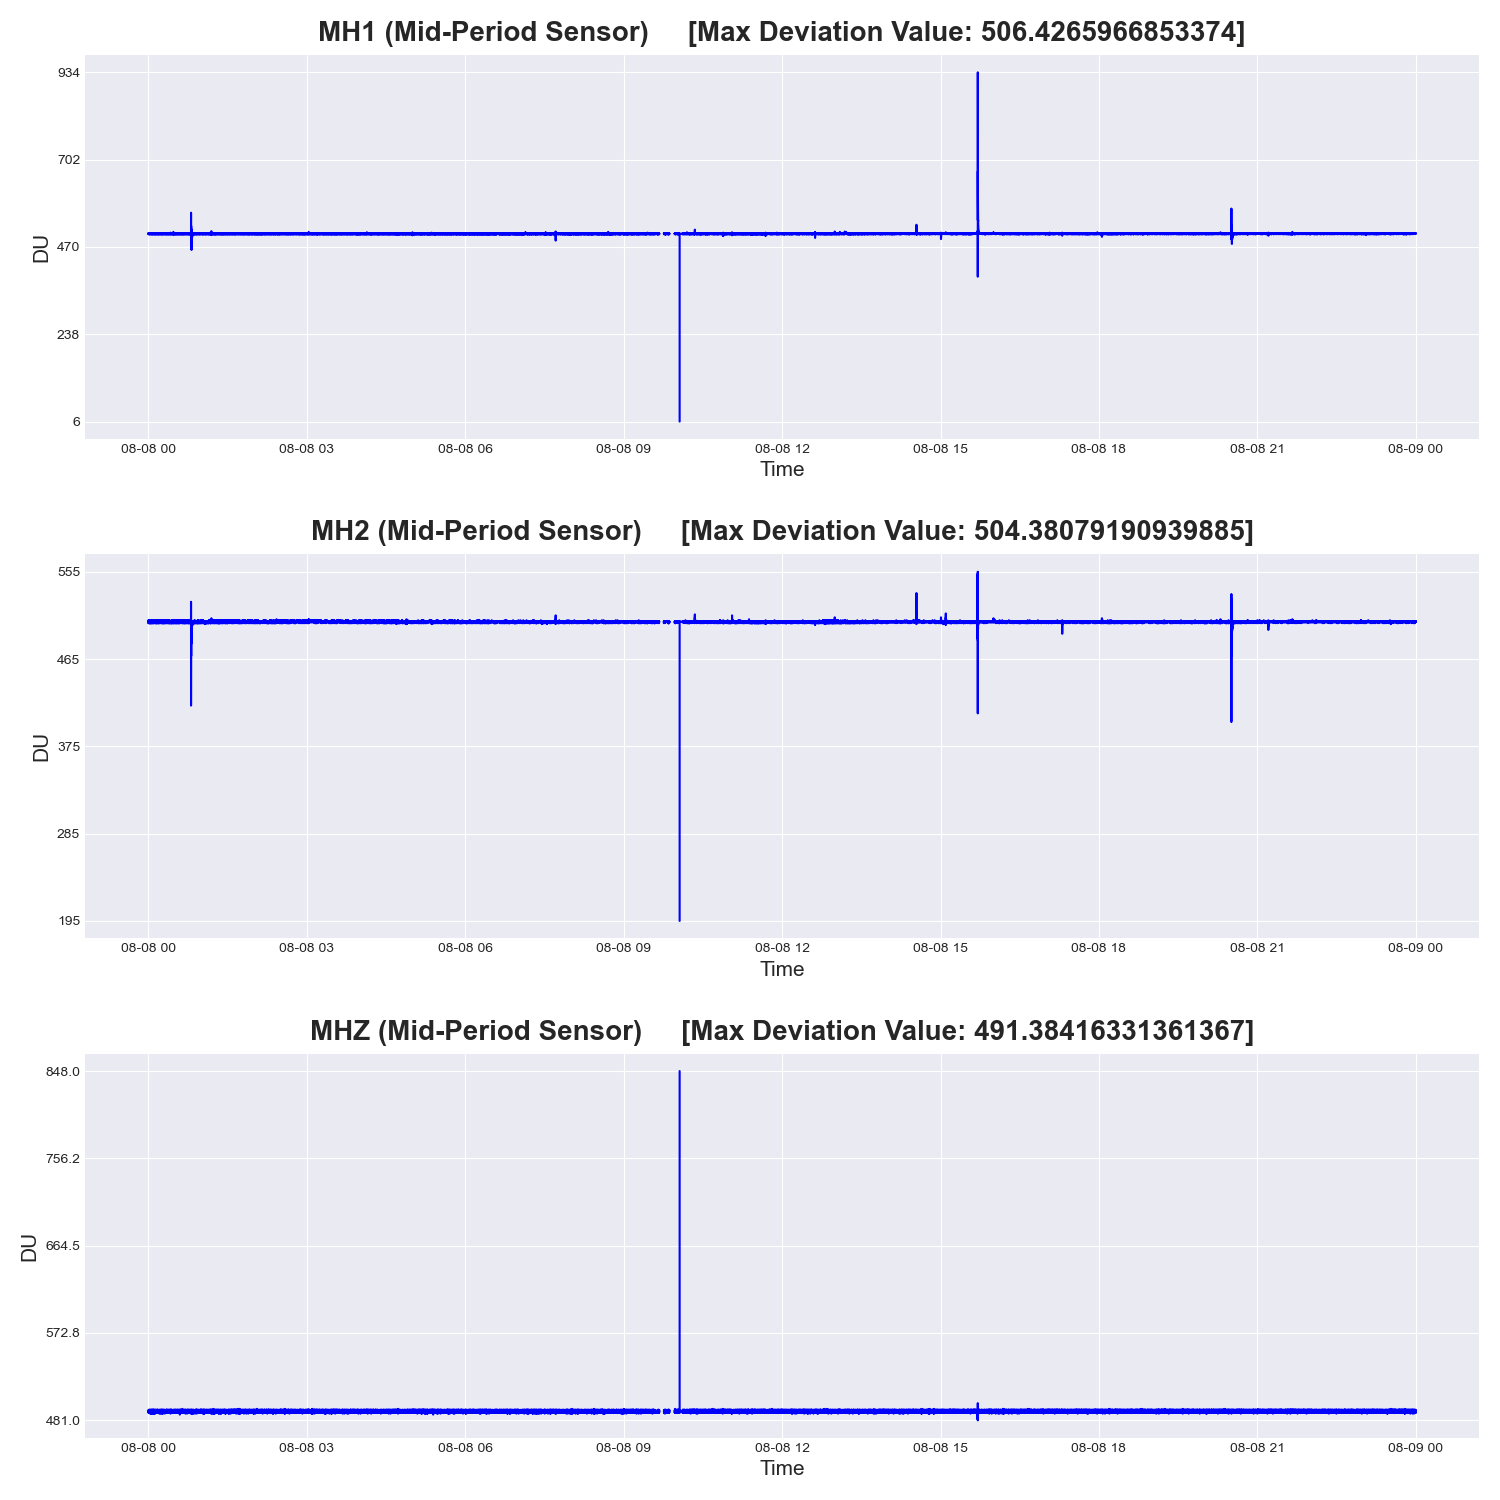 MH1 (Mid-Period Sensor) [Max Deviation Value: 506.4265966853374]
934
702
470
238
6
DU
08-08 00 08-08 03 08-08 06 08-08 09 08-08 12 08-08 15 08-08 18 08-08 21 08-09 00
Time
MH2 (Mid-Period Sensor) [Max Deviation Value: 504.38079190939885]
555
465
375
285
195
DU
08-08 00 08-08 03 08-08 06 08-08 09 08-08 12 08-08 15 08-08 18 08-08 21 08-09 00
Time
MHZ (Mid-Period Sensor) [Max Deviation Value: 491.38416331361367]
848.0
756.2
664.5
572.8
481.0
DU
08-08 00 08-08 03 08-08 06 08-08 09 08-08 12 08-08 15 08-08 18 08-08 21 08-09 00
Time